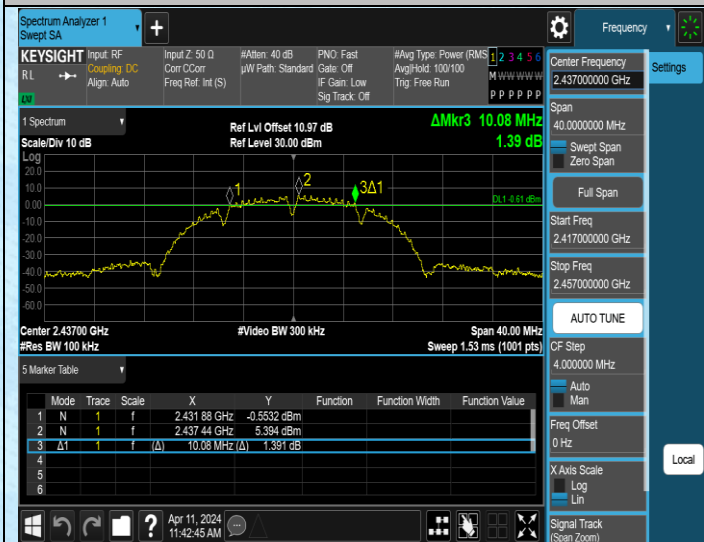 Spectrum Analyzer 1
Swept SA
+
Frequency
KEYSIGHT
RL
LXI
Input: RF
Coupling: DC
Align: Auto
Input Z: 50 Ω
Corr CCorr
Freq Ref: Int (S)
#Atten: 40 dB
µW Path: Standard
PNO: Fast
Gate: Off
IF Gain: Low
Sig Track: Off
#Avg Type: Power (RMS
Avg|Hold: 100/100
Trig: Free Run
1 2 3 4 5 6
M W W W W W
P P P P P P
1 Spectrum
Scale/Div 10 dB
Ref Lvl Offset 10.97 dB
Ref Level 30.00 dBm
ΔMkr3 10.08 MHz
1.39 dB
Log
20.0
10.0
0.00
-10.0
-20.0
-30.0
-40.0
-50.0
-60.0
1
2
3Δ1
DL1 -0.61 dBm
Center 2.43700 GHz
#Res BW 100 kHz
#Video BW 300 kHz
Span 40.00 MHz
Sweep 1.53 ms (1001 pts)
5 Marker Table
Mode Trace Scale X Y Function Function Width Function Value
1 N 1 f 2.431 88 GHz -0.5532 dBm
2 N 1 f 2.437 44 GHz 5.394 dBm
3 Δ1 1 f (Δ) 10.08 MHz (Δ) 1.391 dB
4
5
6
?
Apr 11, 2024
11:42:45 AM
Center Frequency
2.437000000 GHz
Span
40.0000000 MHz
Swept Span
Zero Span
Full Span
Start Freq
2.417000000 GHz
Stop Freq
2.457000000 GHz
AUTO TUNE
CF Step
4.000000 MHz
Auto
Man
Freq Offset
0 Hz
X Axis Scale
Log
Lin
Signal Track
(Span Zoom)
Settings
Local